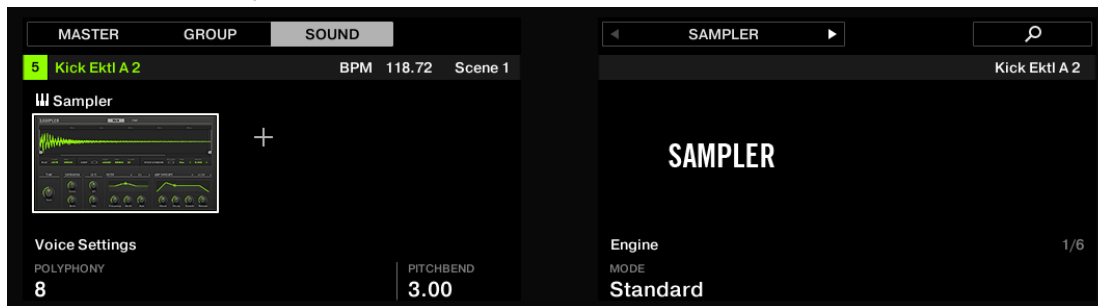 MASTER GROUP SOUND
5 Kick Ektl A 2 BPM 118.72 Scene 1
Sampler
+
Voice Settings
POLYPHONY PITCHBEND
8 3.00
SAMPLER
Kick Ektl A 2
SAMPLER
Engine 1/6
MODE
Standard